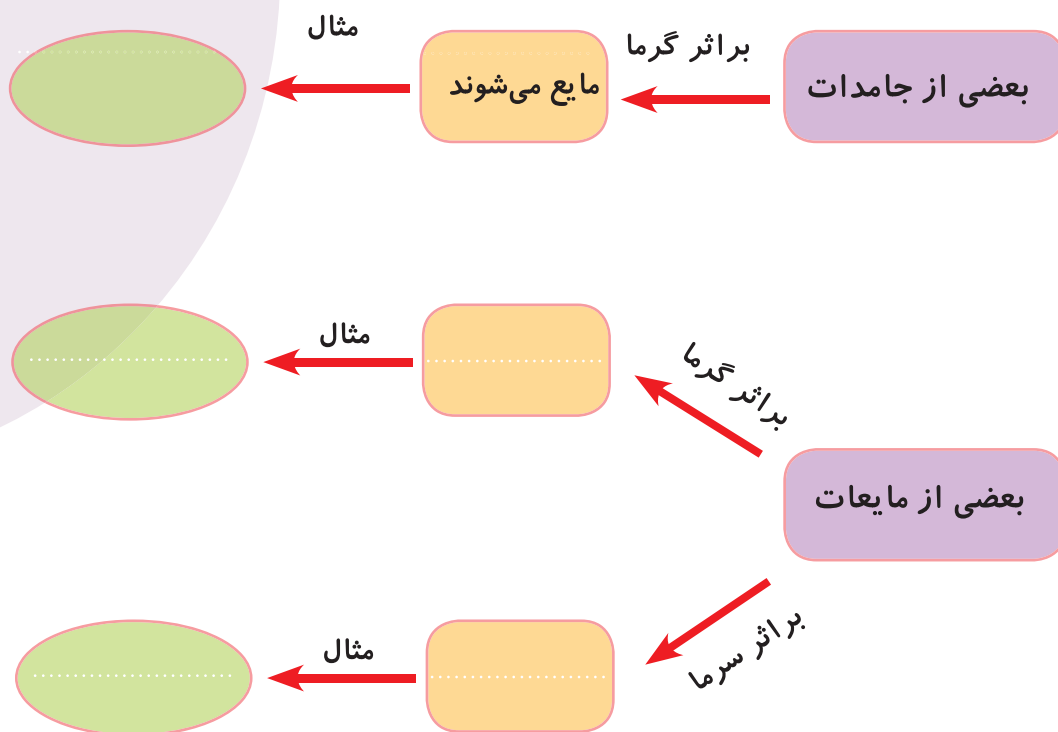 بعضی از جامدات
براثر گرما
مایع می‌شوند
مثال
بعضی از مایعات
براثر گرما
مثال
براثر سرما
مثال